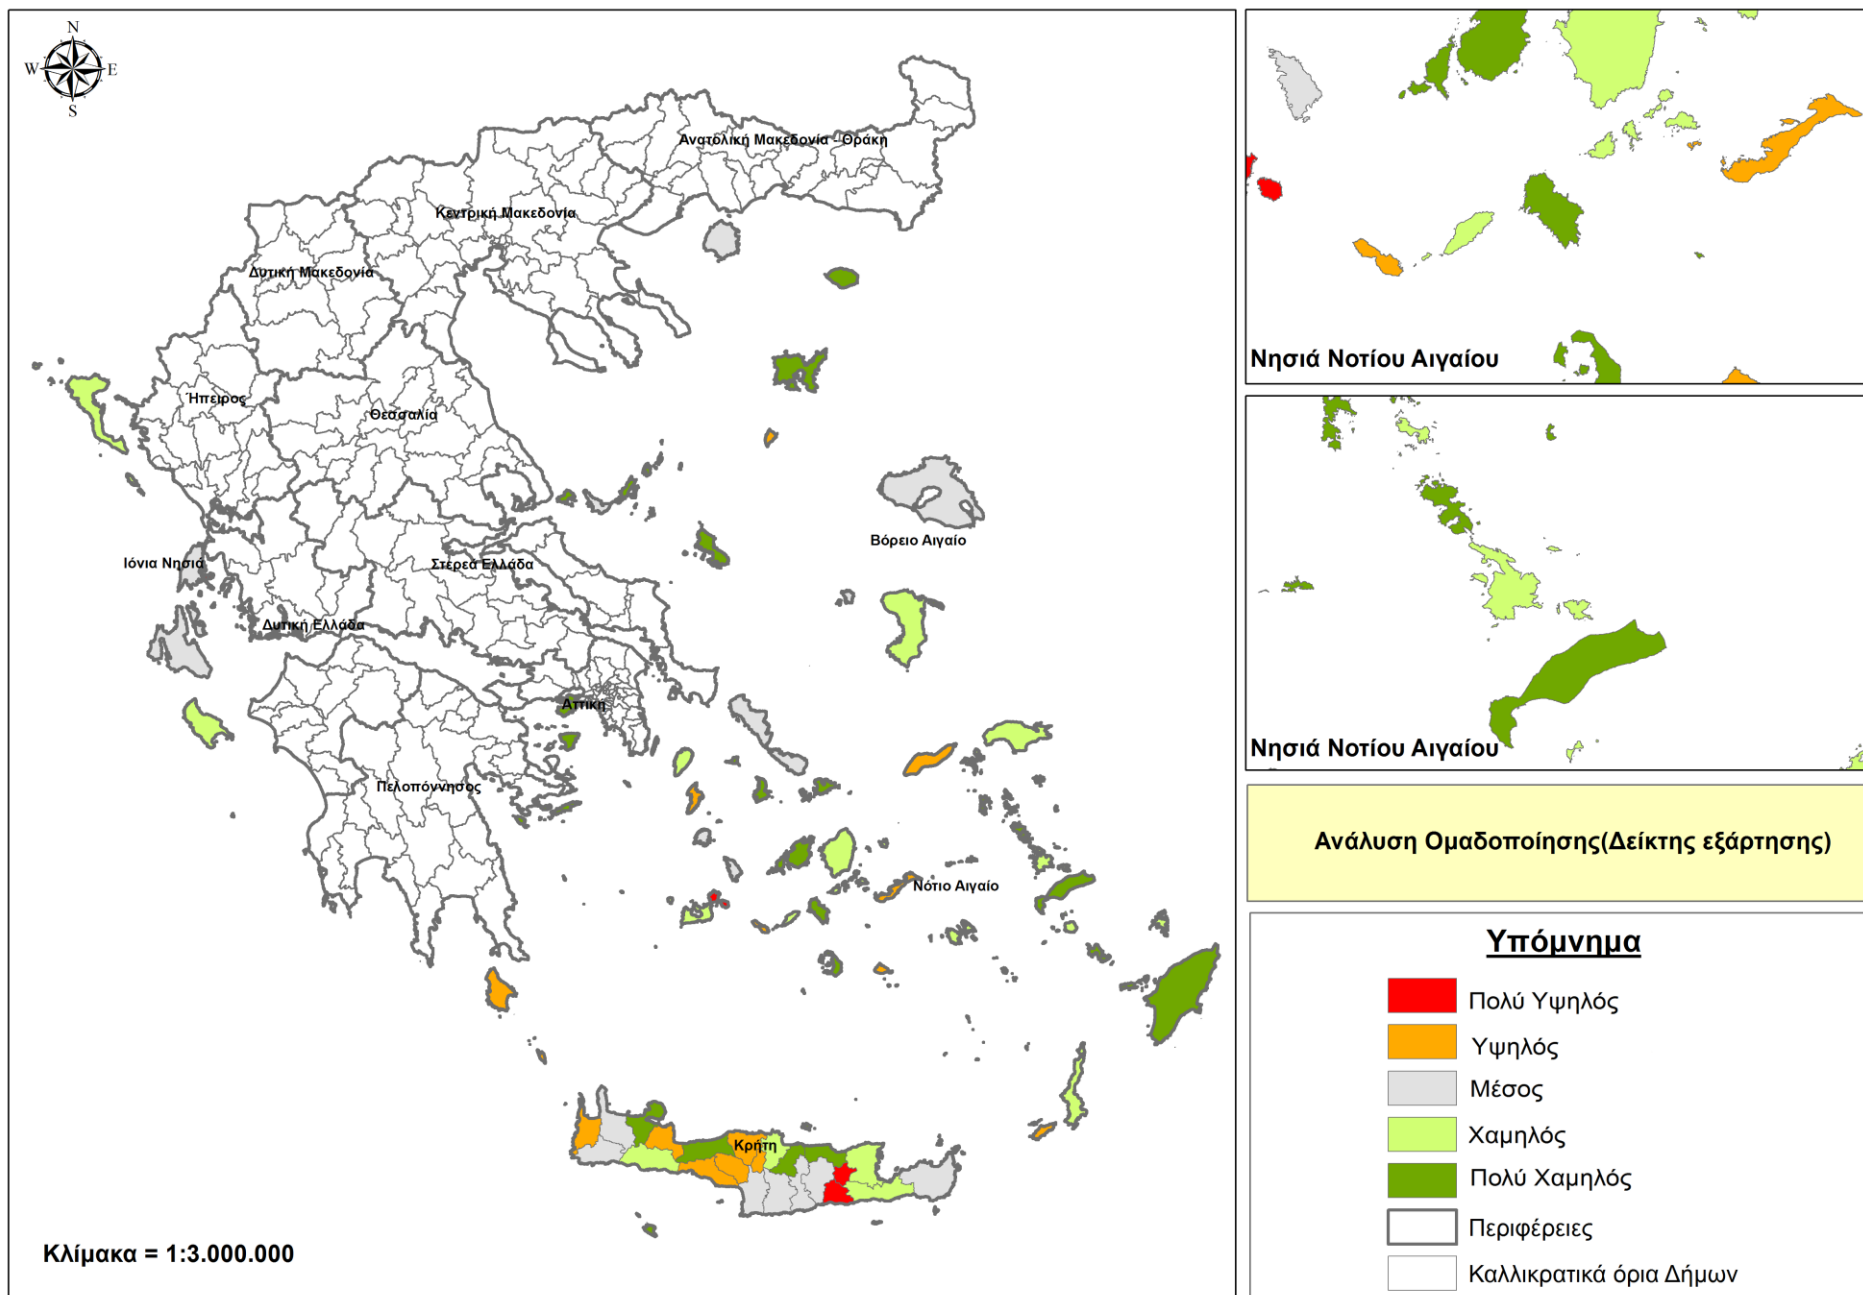 N
W E
S
Ανατολική Μακεδονία - Θράκη
Κεντρική Μακεδονία
Δυτική Μακεδονία
Ήπειρος
Θεσσαλία
Βόρειο Αιγαίο
Ιόνια Νησιά
Στερεά Ελλάδα
Δυτική Ελλάδα
Αττική
Πελοπόννησος
Νότιο Αιγαίο
Κρήτη
Κλίμακα = 1:3.000.000
Νησιά Νοτίου Αιγαίου
Νησιά Νοτίου Αιγαίου
Ανάλυση Ομαδοποίησης(Δείκτης εξάρτησης)
Υπόμνημα
Πολύ Υψηλός
Υψηλός
Μέσος
Χαμηλός
Πολύ Χαμηλός
Περιφέρειες
Καλλικρατικά όρια Δήμων